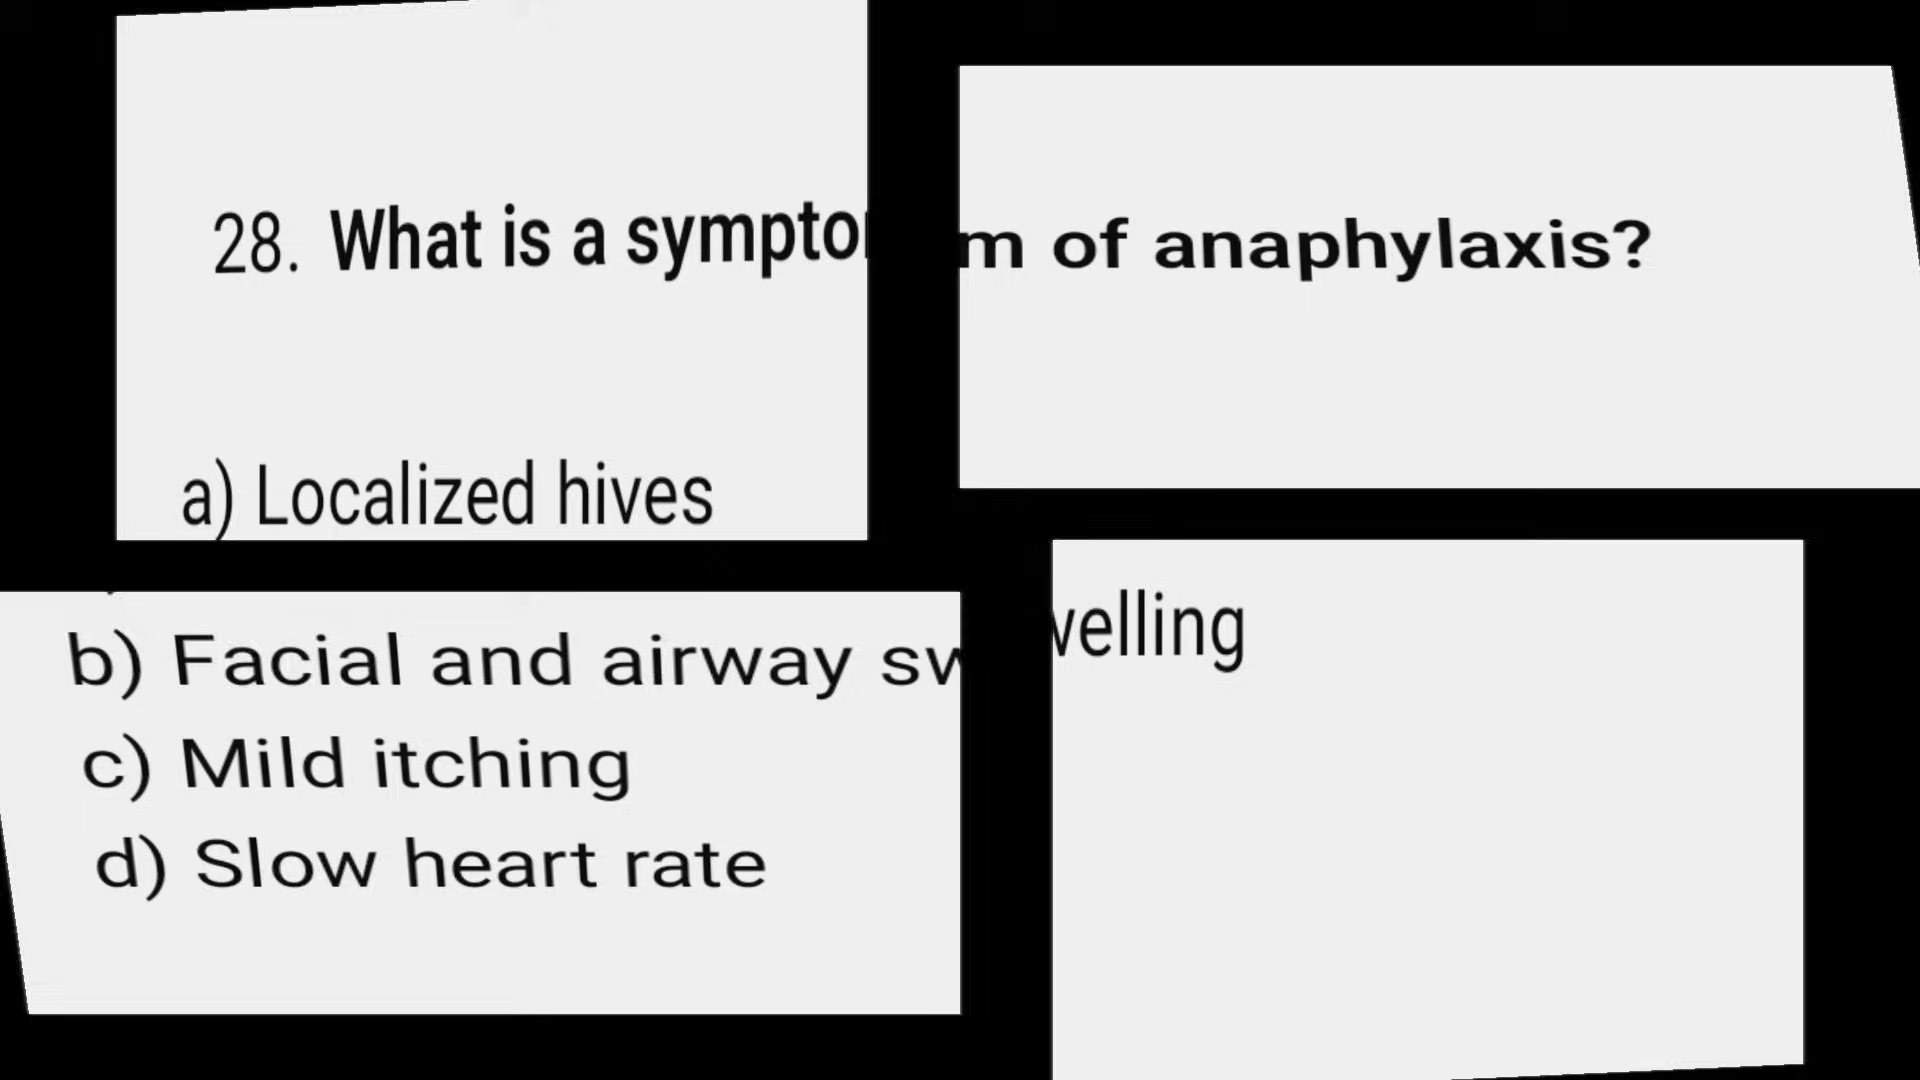 28. What is a symptom of anaphylaxis?
a) Localized hives
b) Facial and airway swelling
c) Mild itching
d) Slow heart rate